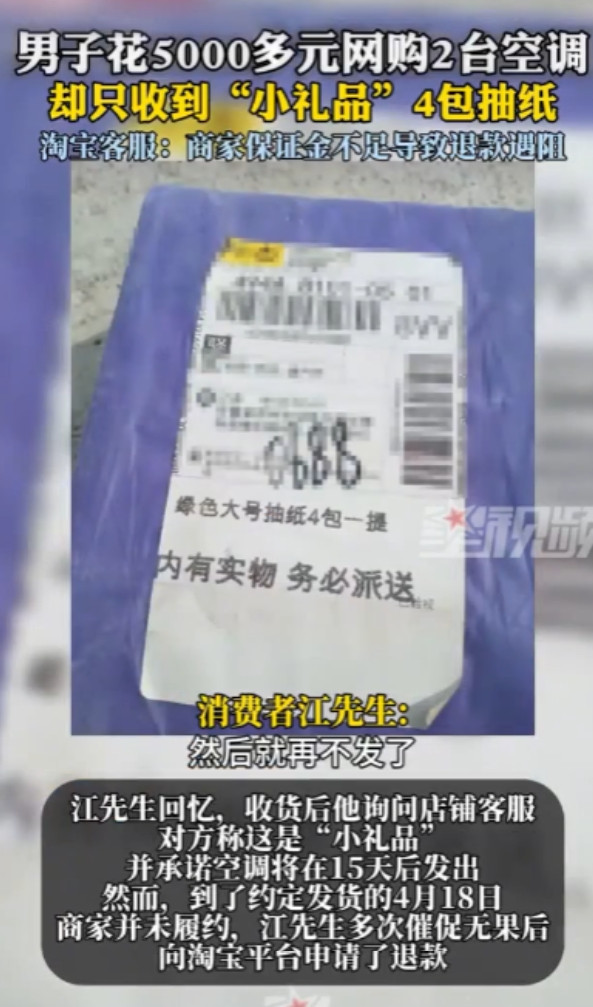 男子花5000多元网购2台空调
却只收到“小礼品”4包抽纸
淘宝客服：商家保证金不足导致退款遇阻
6688
绿色大号抽纸4包一提
内有实物 务必派送
视频
消费者江先生：
然后就再不发了
江先生回忆，收货后他询问店铺客服
对方称这是“小礼品”
并承诺空调将在15天后发出
然而，到了约定发货的4月18日
商家并未履约，江先生多次催促无果后
向淘宝平台申请了退款